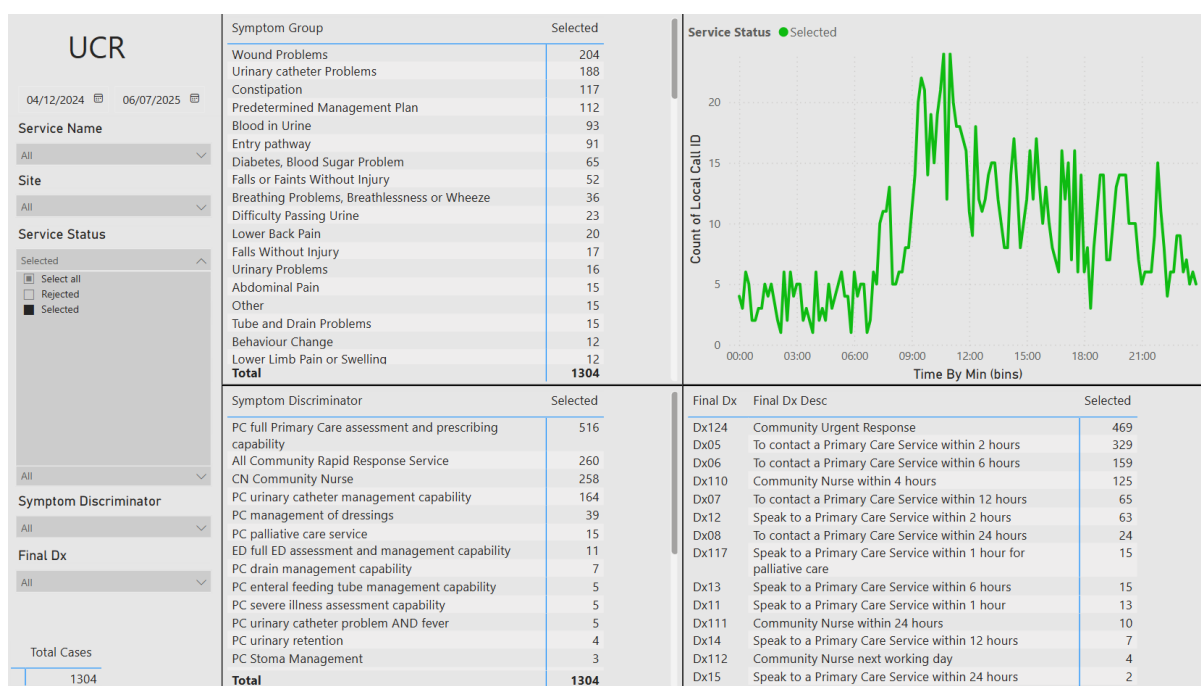 UCR
04/12/2024 06/07/2025
Service Name
All
Site
All
Service Status
Selected
Select all
Rejected
Selected
All
Symptom Discriminator
All
Final Dx
All
Total Cases
1304
Symptom Group Selected
Wound Problems 204
Urinary catheter Problems 188
Constipation 117
Predetermined Management Plan 112
Blood in Urine 93
Entry pathway 91
Diabetes, Blood Sugar Problem 65
Falls or Faints Without Injury 52
Breathing Problems, Breathlessness or Wheeze 36
Difficulty Passing Urine 23
Lower Back Pain 20
Falls Without Injury 17
Urinary Problems 16
Abdominal Pain 15
Other 15
Tube and Drain Problems 15
Behaviour Change 12
Lower Limb Pain or Swelling 12
Total 1304
Service Status Selected
Count of Local Call ID
20
15
10
5
0
00:00 03:00 06:00 09:00 12:00 15:00 18:00 21:00
Time By Min (bins)
Symptom Discriminator Selected
PC full Primary Care assessment and prescribing 516
capability
All Community Rapid Response Service 260
CN Community Nurse 258
PC urinary catheter management capability 164
PC management of dressings 39
PC palliative care service 15
ED full ED assessment and management capability 11
PC drain management capability 7
PC enteral feeding tube management capability 5
PC severe illness assessment capability 5
PC urinary catheter problem AND fever 5
PC urinary retention 4
PC Stoma Management 3
Total 1304
Final Dx Final Dx Desc Selected
Dx124 Community Urgent Response 469
Dx05 To contact a Primary Care Service within 2 hours 329
Dx06 To contact a Primary Care Service within 6 hours 159
Dx110 Community Nurse within 4 hours 125
Dx07 To contact a Primary Care Service within 12 hours 65
Dx12 Speak to a Primary Care Service within 2 hours 63
Dx08 To contact a Primary Care Service within 24 hours 24
Dx117 Speak to a Primary Care Service within 1 hour for 15
palliative care
Dx13 Speak to a Primary Care Service within 6 hours 15
Dx11 Speak to a Primary Care Service within 1 hour 13
Dx111 Community Nurse within 24 hours 10
Dx14 Speak to a Primary Care Service within 12 hours 7
Dx112 Community Nurse next working day 4
Dx15 Speak to a Primary Care Service within 24 hours 2